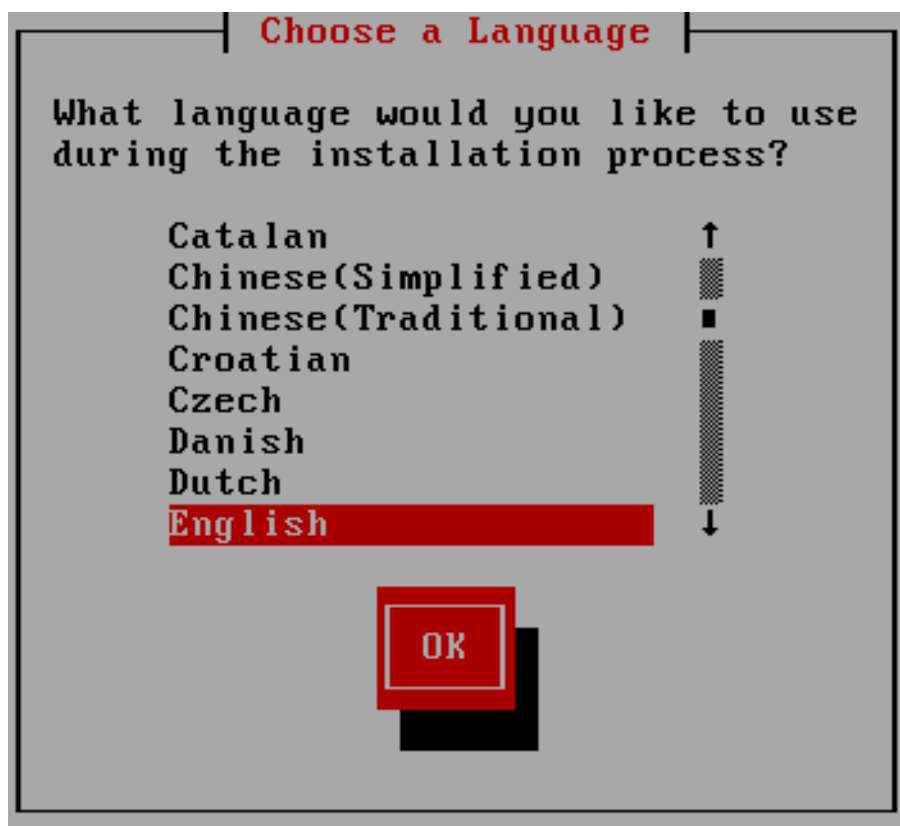 Choose a Language
What language would you like to use
during the installation process?
Catalan
Chinese(Simplified)
Chinese(Traditional)
Croatian
Czech
Danish
Dutch
English
OK